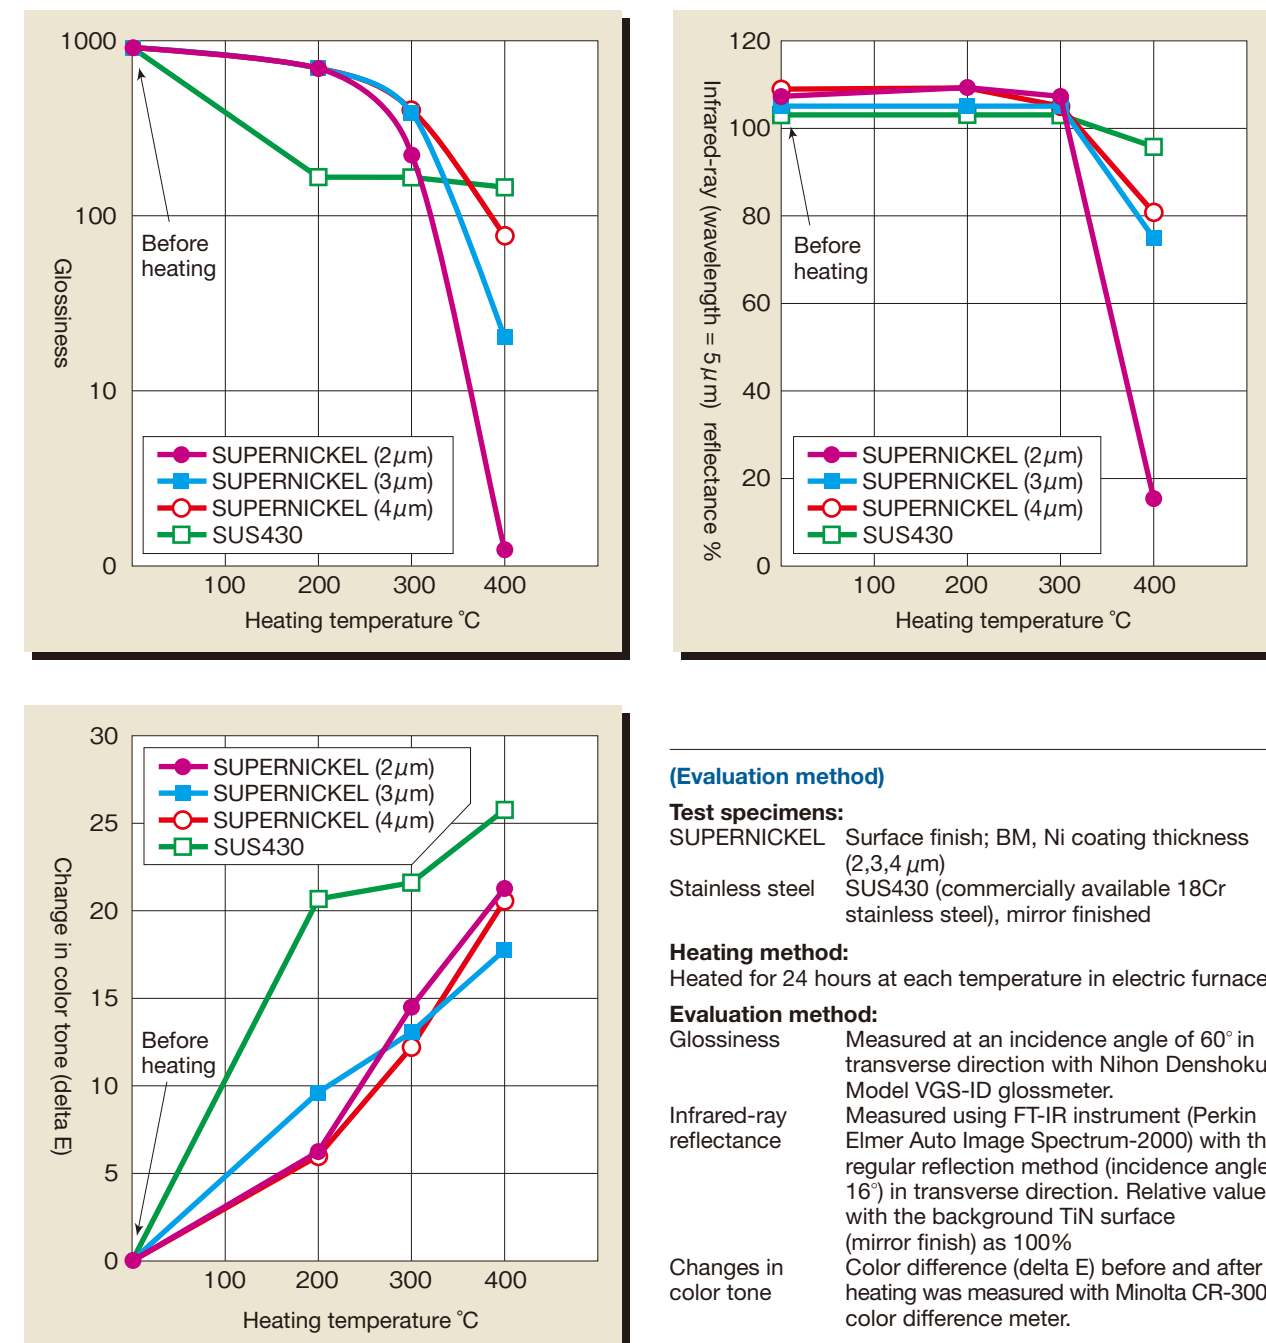 1000
100
10
0
Glossiness
Before
heating
SUPERNICKEL (2μm)
SUPERNICKEL (3μm)
SUPERNICKEL (4μm)
SUS430
100 200 300 400
Heating temperature °C
120
100
80
60
40
20
0
Infrared-ray (wavelength = 5μm) reflectance %
Before
heating
SUPERNICKEL (2μm)
SUPERNICKEL (3μm)
SUPERNICKEL (4μm)
SUS430
100 200 300 400
Heating temperature °C
30
25
20
15
10
5
0
Change in color tone (delta E)
SUPERNICKEL (2μm)
SUPERNICKEL (3μm)
SUPERNICKEL (4μm)
SUS430
Before
heating
100 200 300 400
Heating temperature °C
(Evaluation method)
Test specimens:
SUPERNICKEL Surface finish; BM, Ni coating thickness
(2,3,4 μm)
Stainless steel SUS430 (commercially available 18Cr
stainless steel), mirror finished
Heating method:
Heated for 24 hours at each temperature in electric furnace
Evaluation method:
Glossiness Measured at an incidence angle of 60° in
transverse direction with Nihon Denshoku
Model VGS-ID glossmeter.
Infrared-ray Measured using FT-IR instrument (Perkin
reflectance Elmer Auto Image Spectrum-2000) with th
regular reflection method (incidence angle
16°) in transverse direction. Relative value
with the background TiN surface
(mirror finish) as 100%
Changes in Color difference (delta E) before and after
color tone heating was measured with Minolta CR-300
color difference meter.